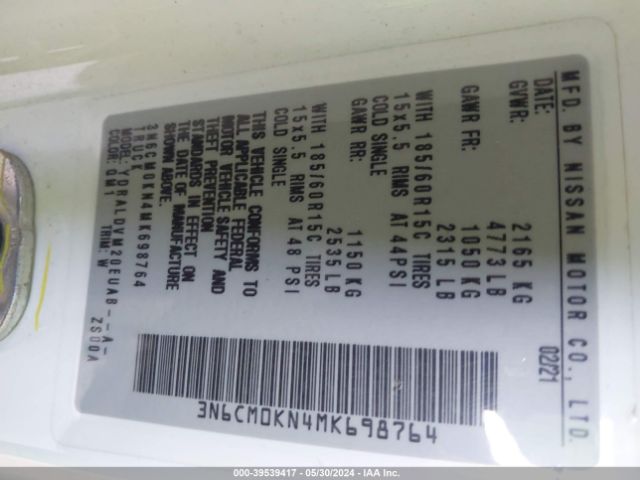 MFD. BY NISSAN MOTOR CO., LTD.
DATE: 02/21
GVWR: 2165 KG
4773 LB
GAWR FR: 1050 KG
2315 LB
WITH 185/60R15C TIRES
15x5.5 RIMS AT 44PSI
COLD SINGLE
GAWR RR: 1150 KG
2535 LB
WITH 185/60R15C TIRES
15x5.5 RIMS AT 48 PSI
COLD SINGLE
THIS VEHICLE CONFORMS TO
ALL APPLICABLE FEDERAL
MOTOR VEHICLE SAFETY AND
THEFT PREVENTION
STANDARDS IN EFFECT ON
THE DATE OF MANUFACTURE
SHOWN ABOVE.
3N6CM0KN4MK698764
TRUCK
MODEL: YDRALDVM20EUAB--A-
COLOR: QM1 TRIM: W ZS00A
3N6CM0KN4MK698764
000-39539417 - 05/30/2024 - IAA, Inc.